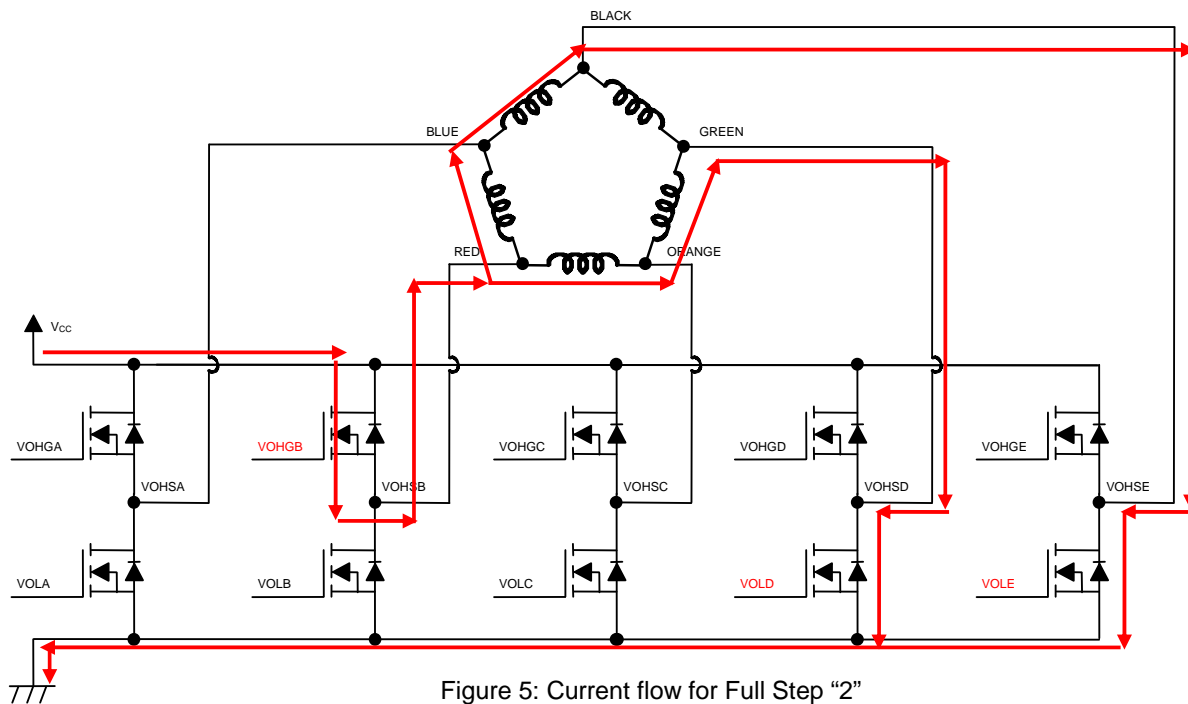 BLACK
BLUE
GREEN
RED
ORANGE
Vcc
VOHGA
VOHGB
VOHGC
VOHGD
VOHGE
VOHSA
VOHSB
VOHSC
VOHSD
VOHSE
VOLA
VOLB
VOLC
VOLD
VOLE
Figure 5: Current flow for Full Step “2”